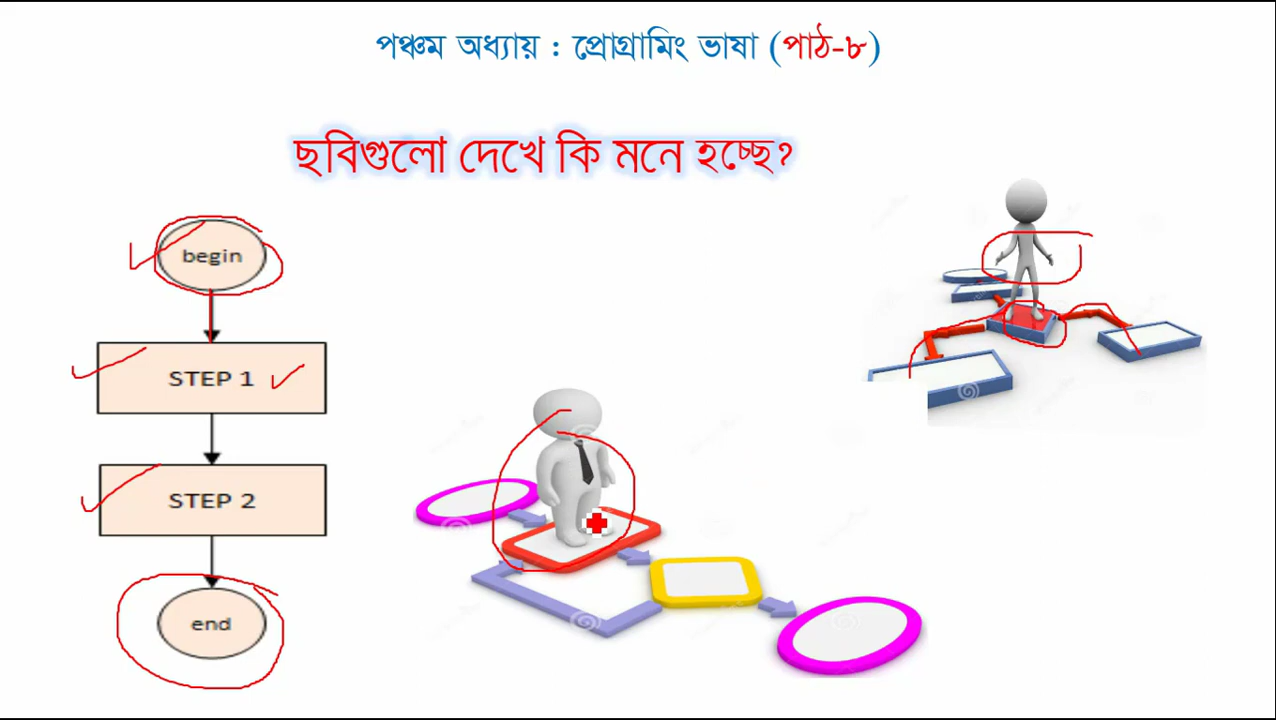 পঞ্চম অধ্যায় : প্রোগ্রামিং ভাষা (পাঠ-৮)
ছবিগুলো দেখে কি মনে হচ্ছে?
begin
STEP 1
STEP 2
end